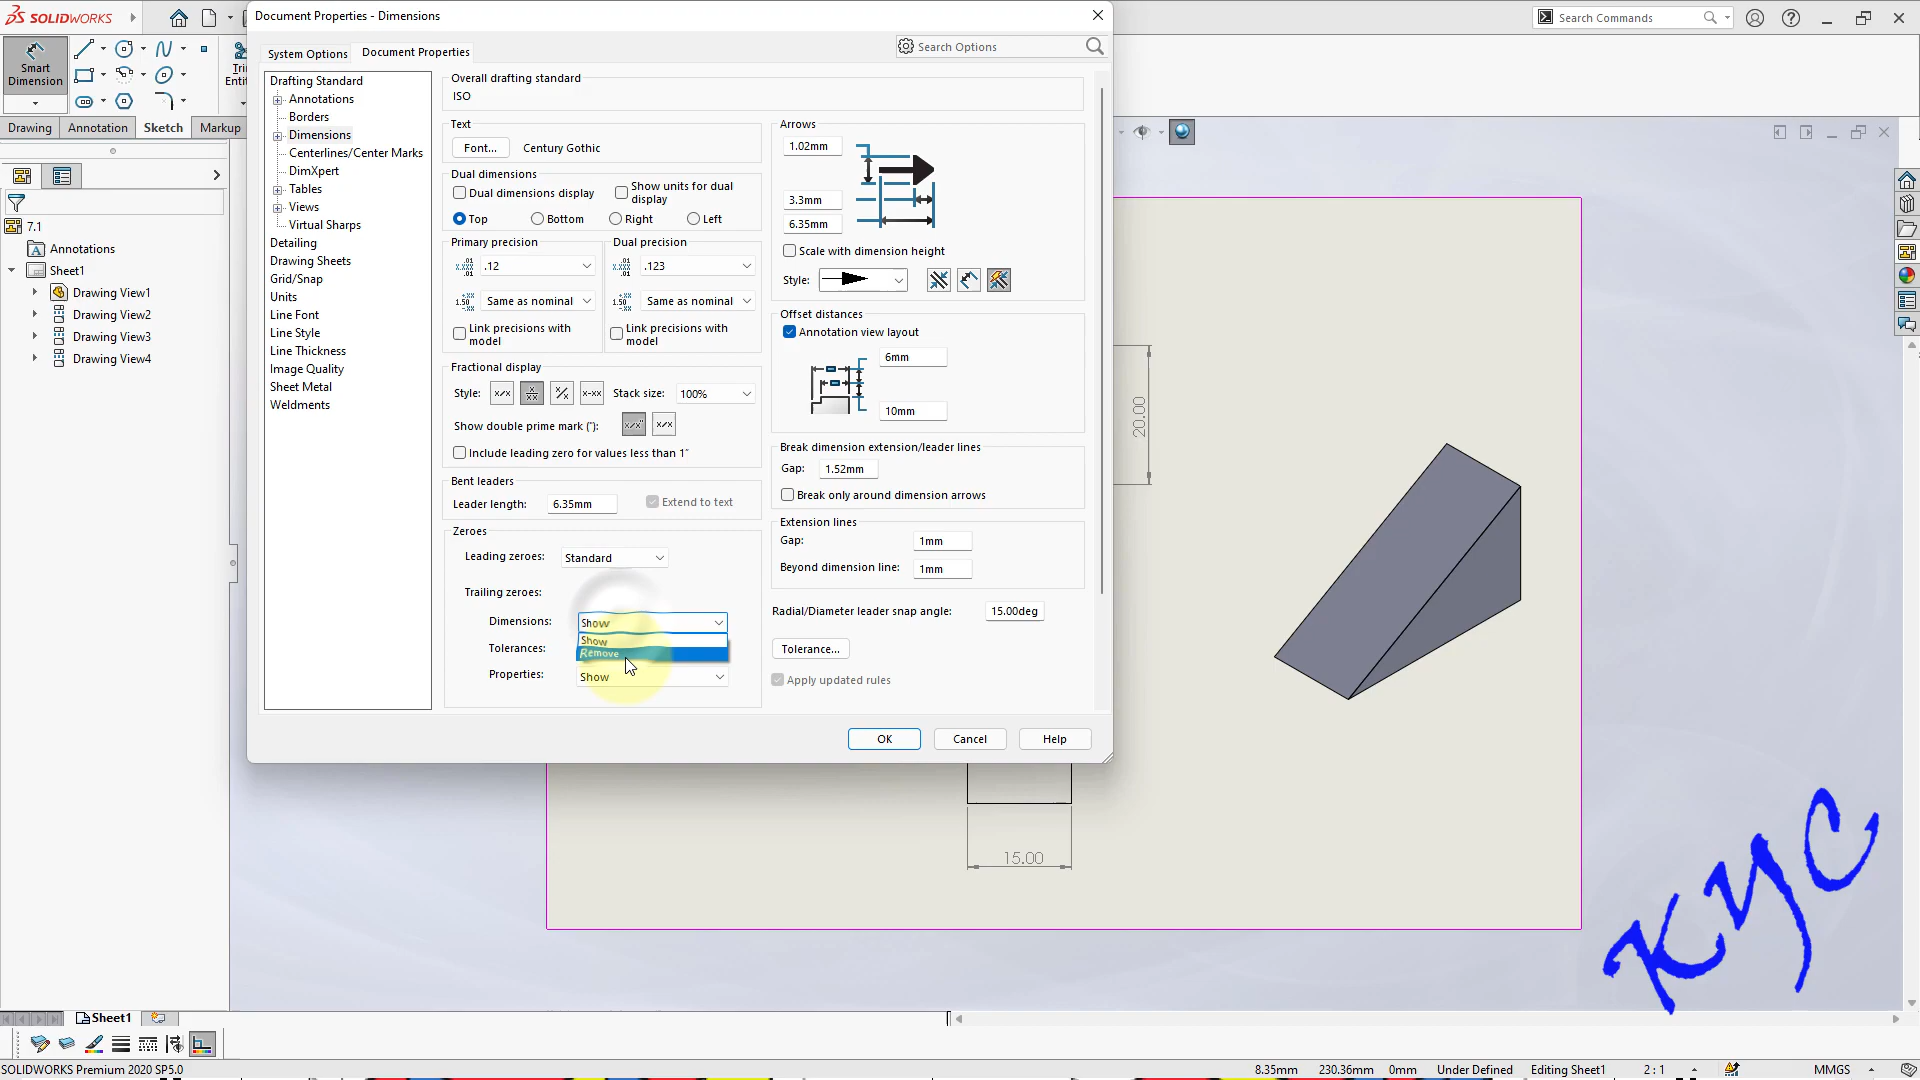 SOLIDWORKS
Search Commands
Smart
Dimension
Tri
Entit
Drawing
Annotation
Sketch
Markup
7.1
Annotations
Sheet1
Drawing View1
Drawing View2
Drawing View3
Drawing View4
Document Properties - Dimensions
System Options
Document Properties
Search Options
Drafting Standard
Annotations
Borders
Dimensions
Centerlines/Center Marks
DimXpert
Tables
Views
Virtual Sharps
Detailing
Drawing Sheets
Grid/Snap
Units
Line Font
Line Style
Line Thickness
Image Quality
Sheet Metal
Weldments
Overall drafting standard
ISO
Text
Font...
Century Gothic
Dual dimensions
Dual dimensions display
Show units for dual
display
Top
Bottom
Right
Left
Primary precision
.12
Same as nominal
Link precisions with
model
Dual precision
.123
Same as nominal
Link precisions with
model
Fractional display
Style:
Stack size:
100%
Show double prime mark ("):
Include leading zero for values less than 1"
Bent leaders
Leader length:
6.35mm
Extend to text
Zeroes
Leading zeroes:
Standard
Trailing zeroes:
Dimensions:
Show
Show
Remove
Tolerances:
Properties:
Show
Arrows
1.02mm
3.3mm
6.35mm
Scale with dimension height
Style:
Offset distances
Annotation view layout
6mm
10mm
Break dimension extension/leader lines
Gap:
1.52mm
Break only around dimension arrows
Extension lines
Gap:
1mm
Beyond dimension line:
1mm
Radial/Diameter leader snap angle:
15.00deg
Tolerance...
Apply updated rules
OK
Cancel
Help
20.00
15.00
KYC
Sheet1
SOLIDWORKS Premium 2020 SP5.0
8.35mm
230.36mm
0mm
Under Defined
Editing Sheet1
2 : 1
MMGS